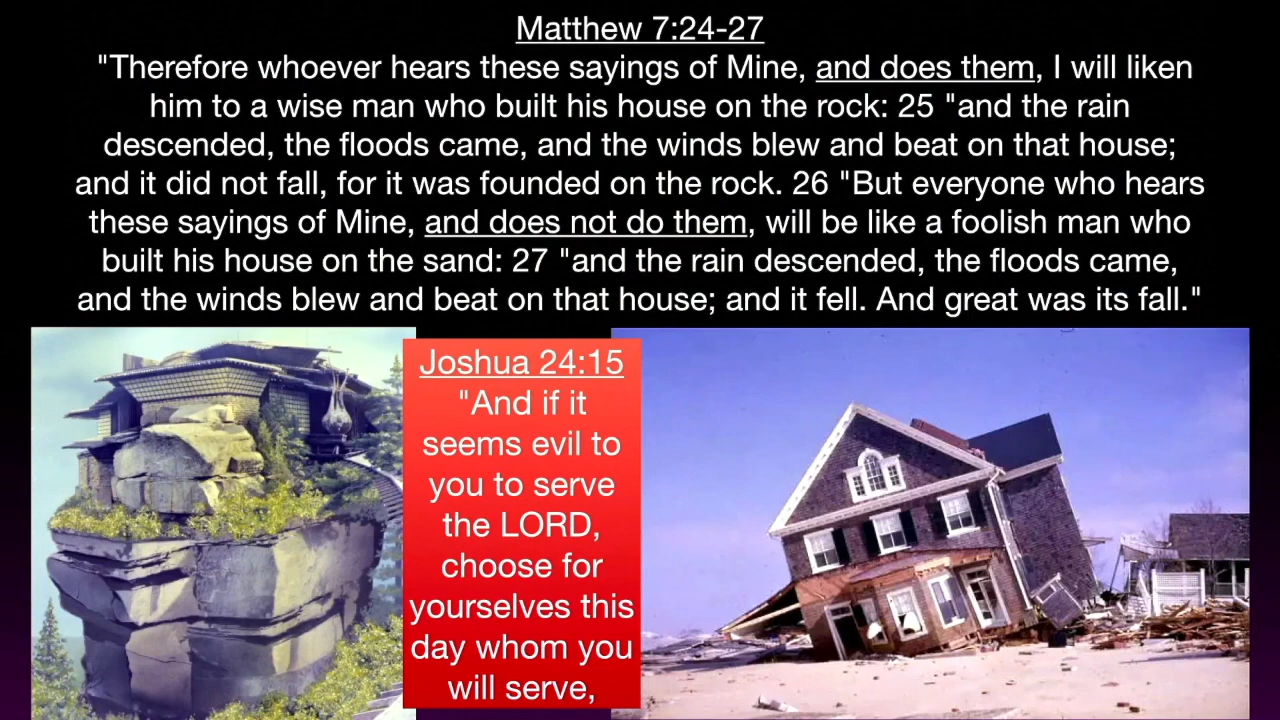 Matthew 7:24-27
"Therefore whoever hears these sayings of Mine, and does them, I will liken
him to a wise man who built his house on the rock: 25 "and the rain
descended, the floods came, and the winds blew and beat on that house;
and it did not fall, for it was founded on the rock. 26 "But everyone who hears
these sayings of Mine, and does not do them, will be like a foolish man who
built his house on the sand: 27 "and the rain descended, the floods came,
and the winds blew and beat on that house; and it fell. And great was its fall."
Joshua 24:15
"And if it
seems evil to
you to serve
the LORD,
choose for
yourselves this
day whom you
will serve,